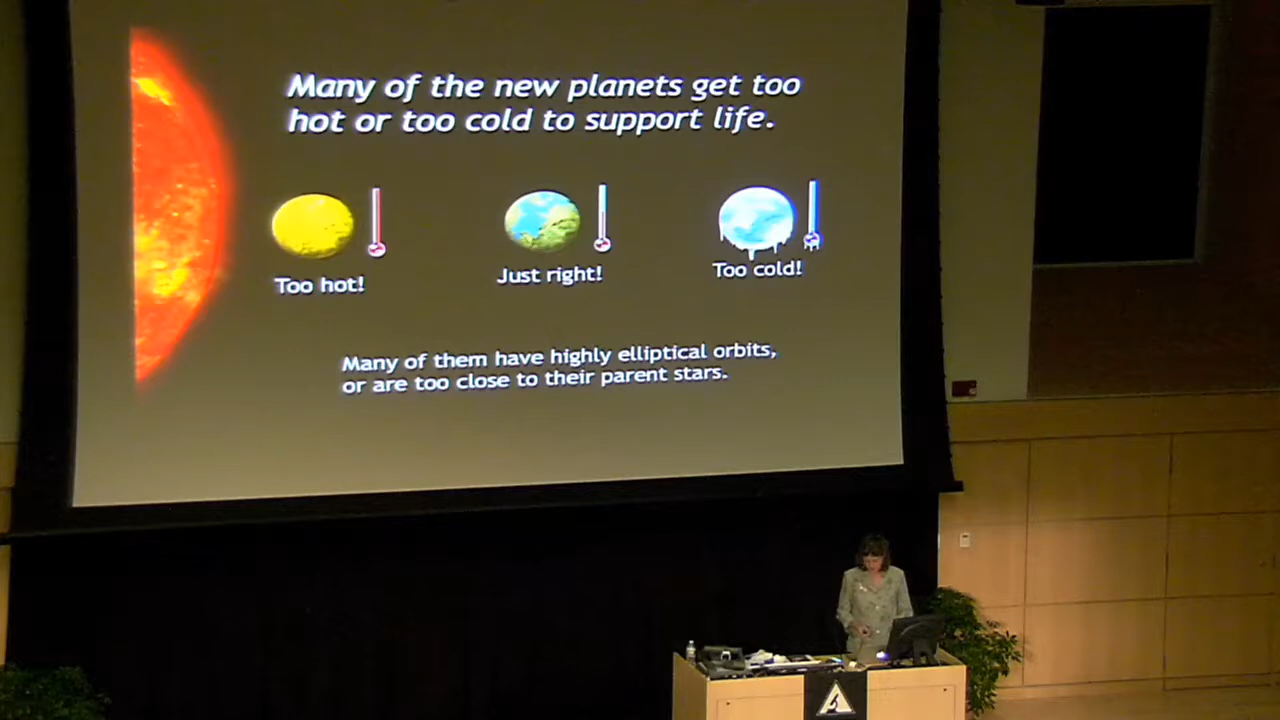 Many of the new planets get too
hot or too cold to support life.
Too hot!
Just right!
Too cold!
Many of them have highly elliptical orbits,
or are too close to their parent stars.